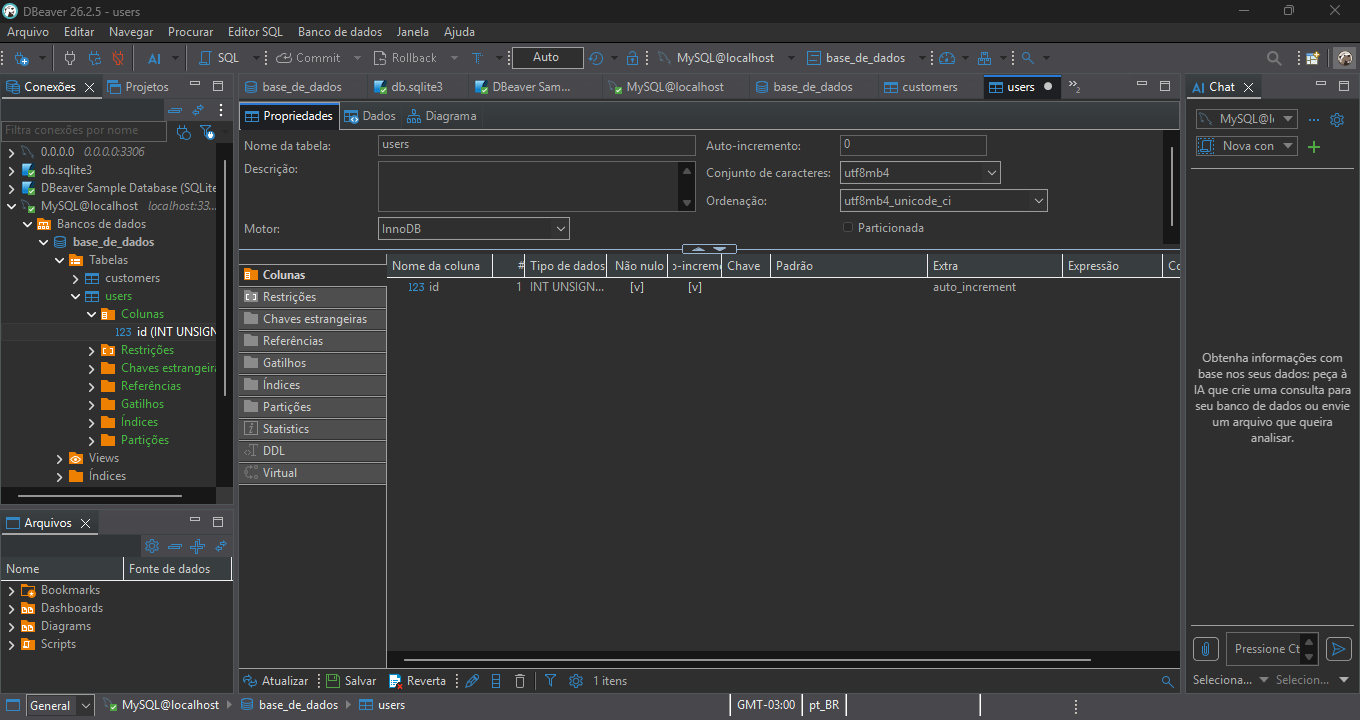 DBeaver 26.2.5 - users
Arquivo Editar Navegar Procurar Editor SQL Banco de dados Janela Ajuda
AI SQL Commit Rollback T Auto MySQL@localhost base_de_dados
Conexões Projetos
base_de_dados db.sqlite3 DBeaver Sam... MySQL@localhost base_de_dados customers users »2
AI Chat
Filtra conexões por nome
0.0.0.0 0.0.0.0:3306
db.sqlite3
DBeaver Sample Database (SQLite
MySQL@localhost localhost:33...
Bancos de dados
base_de_dados
Tabelas
customers
users
Colunas
123 id (INT UNSIGN
Restrições
Chaves estrangeira
Referências
Gatilhos
Índices
Partições
Views
Índices
Arquivos
Nome Fonte de dados
Bookmarks
Dashboards
Diagrams
Scripts
Propriedades Dados Diagrama
Nome da tabela: users
Descrição:
Motor: InnoDB
Auto-incremento: 0
Conjunto de caracteres: utf8mb4
Ordenação: utf8mb4_unicode_ci
Particionada
Colunas
Restrições
Chaves estrangeiras
Referências
Gatilhos
Índices
Partições
Statistics
DDL
Virtual
Nome da coluna # Tipo de dados Não nulo o-increme Chave Padrão Extra Expressão Co
123 id 1 INT UNSIGN... [v] [v] auto_increment
Atualizar Salvar Reverta 1 itens
MySQL@l
Nova con
Obtenha informações com
base nos seus dados: peça à
IA que crie uma consulta para
seu banco de dados ou envie
um arquivo que queira
analisar.
Pressione Ct
Seleciona... Selecion...
General MySQL@localhost base_de_dados users
GMT-03:00 pt_BR